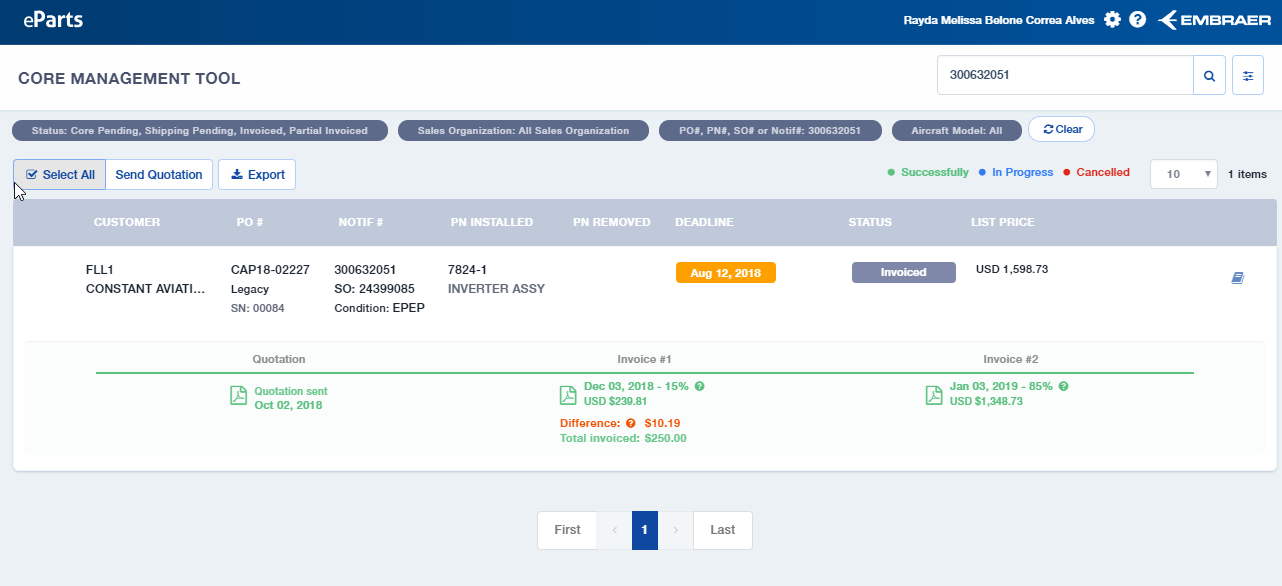 eParts
Rayda Melissa Belone Correa Alves
EMBRAER
CORE MANAGEMENT TOOL
300632051
Status: Core Pending, Shipping Pending, Invoiced, Partial Invoiced
Sales Organization: All Sales Organization
PO#, PN#, SO# or Notif#: 300632051
Aircraft Model: All
Clear
Select All
Send Quotation
Export
Successfully
In Progress
Cancelled
10
1 items
CUSTOMER PO # NOTIF # PN INSTALLED PN REMOVED DEADLINE STATUS LIST PRICE
FLL1 CAP18-02227 300632051 7824-1 Aug 12, 2018 Invoiced USD 1,598.73
CONSTANT AVIATI... Legacy SO: 24399085 INVERTER ASSY
SN: 00084 Condition: EPEP
Quotation Invoice #1 Invoice #2
Quotation sent Dec 03, 2018 - 15% Jan 03, 2019 - 85%
Oct 02, 2018 USD $239.81 USD $1,348.73
Difference: $10.19
Total invoiced: $250.00
First ‹ 1 › Last